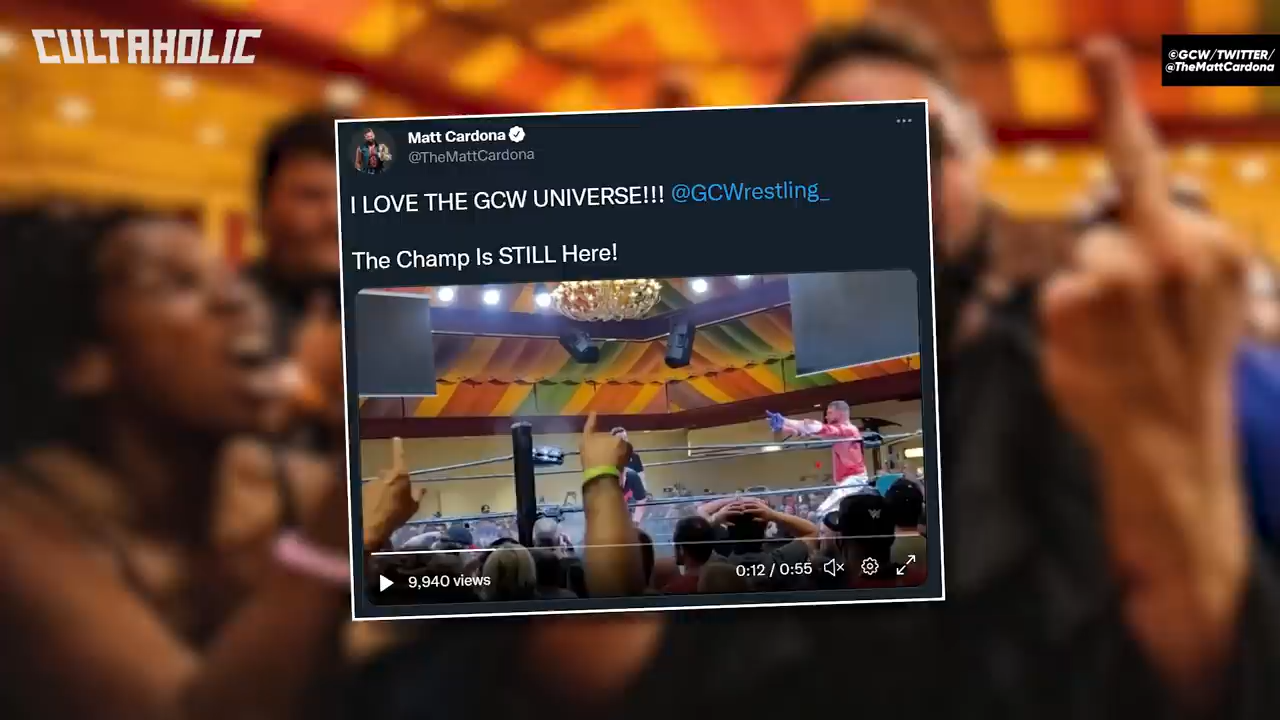 CULTAHOLIC
©GCW/TWITTER/
@TheMattCardona
Matt Cardona
@TheMattCardona
I LOVE THE GCW UNIVERSE!!! @GCWrestling_
The Champ Is STILL Here!
W
9,940 views
0:12 / 0:55